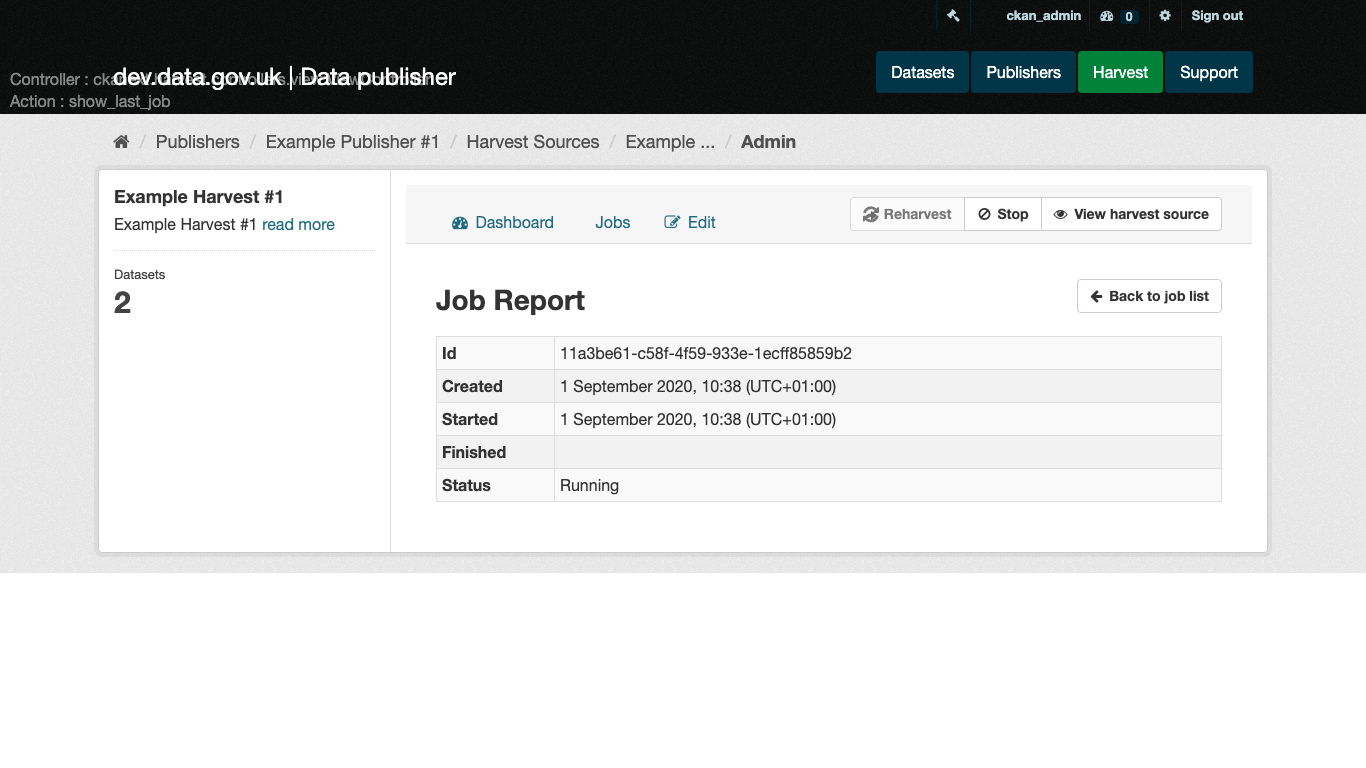 ckan_admin 0 Sign out
Controller : 
dev.data.gov.uk | Data publisher
Action : show_last_job
Datasets Publishers Harvest Support
/ Publishers / Example Publisher #1 / Harvest Sources / Example ... / Admin
Example Harvest #1
Example Harvest #1 read more
Datasets
2
Dashboard Jobs Edit
Reharvest Stop View harvest source
Job Report
Back to job list
Id 11a3be61-c58f-4f59-933e-1ecff85859b2
Created 1 September 2020, 10:38 (UTC+01:00)
Started 1 September 2020, 10:38 (UTC+01:00)
Finished
Status Running